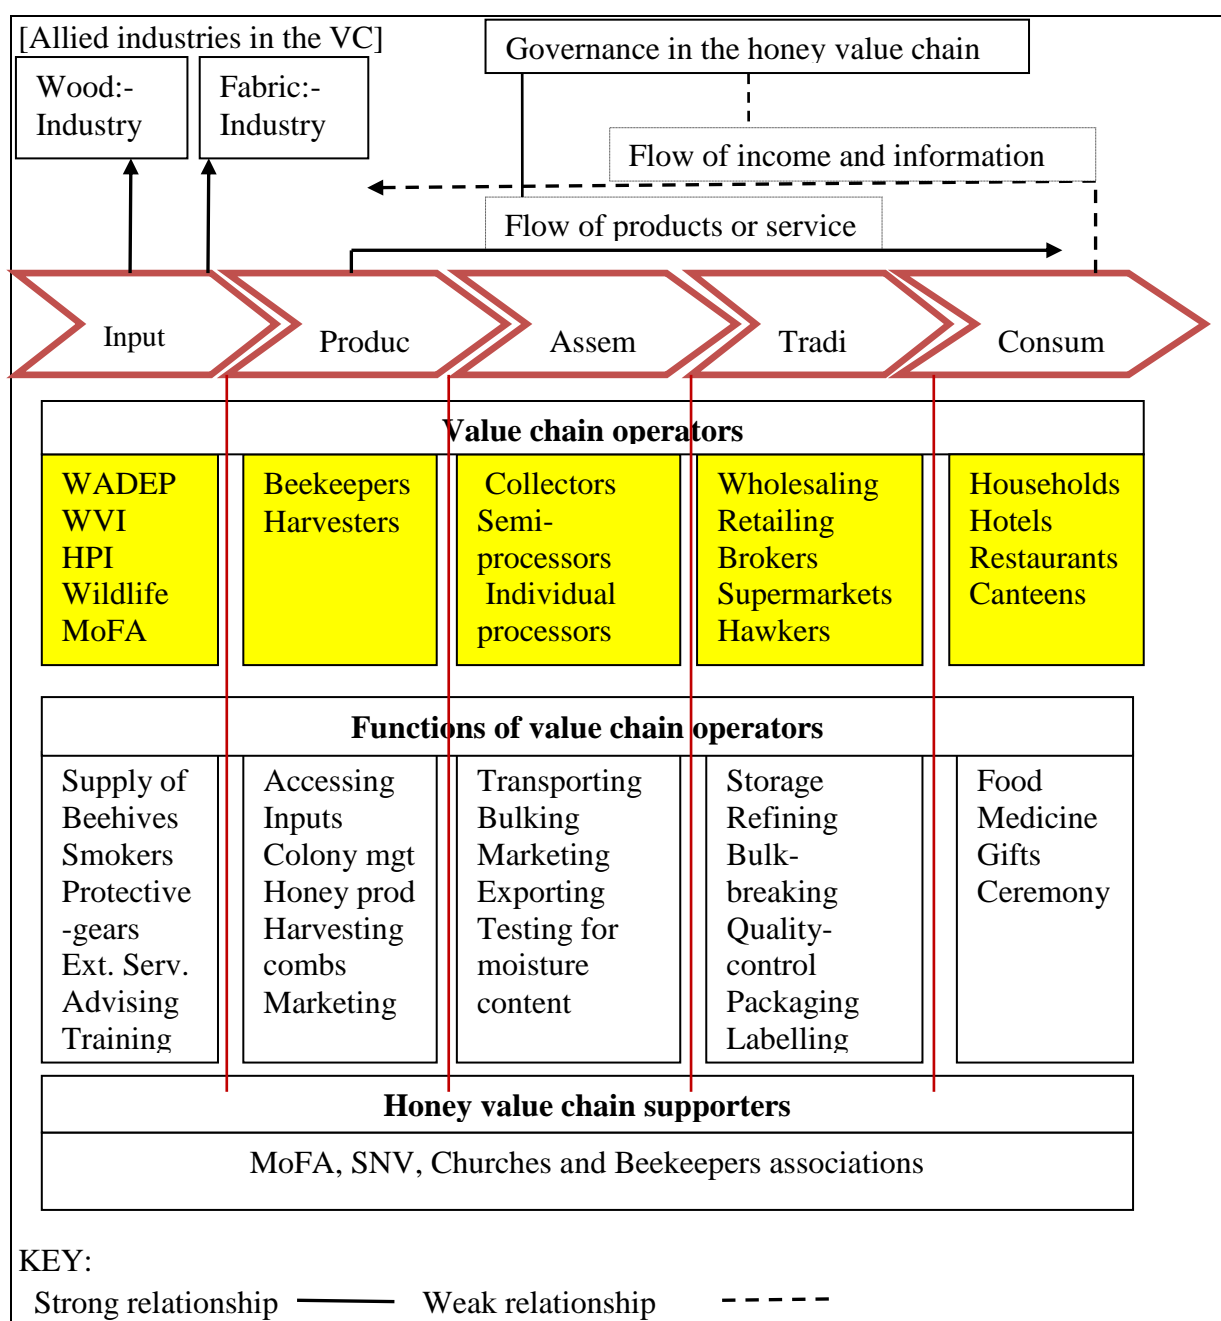 [Allied industries in the VC]
Governance in the honey value chain
Wood:-
Industry
Fabric:-
Industry
Flow of income and information
Flow of products or service
Input
Produc
Assem
Tradi
Consum
Value chain operators
WADEP
WVI
HPI
Wildlife
MoFA
Beekeepers
Harvesters
Collectors
Semi-
processors
Individual
processors
Wholesaling
Retailing
Brokers
Supermarkets
Hawkers
Households
Hotels
Restaurants
Canteens
Functions of value chain operators
Supply of
Beehives
Smokers
Protective
-gears
Ext. Serv.
Advising
Training
Accessing
Inputs
Colony mgt
Honey prod
Harvesting
combs
Marketing
Transporting
Bulking
Marketing
Exporting
Testing for
moisture
content
Storage
Refining
Bulk-
breaking
Quality-
control
Packaging
Labelling
Food
Medicine
Gifts
Ceremony
Honey value chain supporters
MoFA, SNV, Churches and Beekeepers associations
KEY:
Strong relationship
Weak relationship